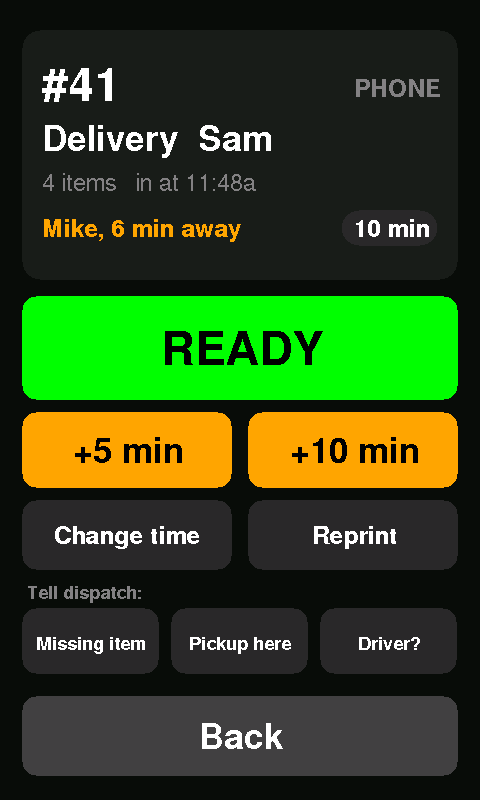 #41 PHONE
Delivery Sam
4 items in at 11:48a
Mike, 6 min away 10 min
READY
+5 min +10 min
Change time Reprint
Tell dispatch:
Missing item Pickup here Driver?
Back